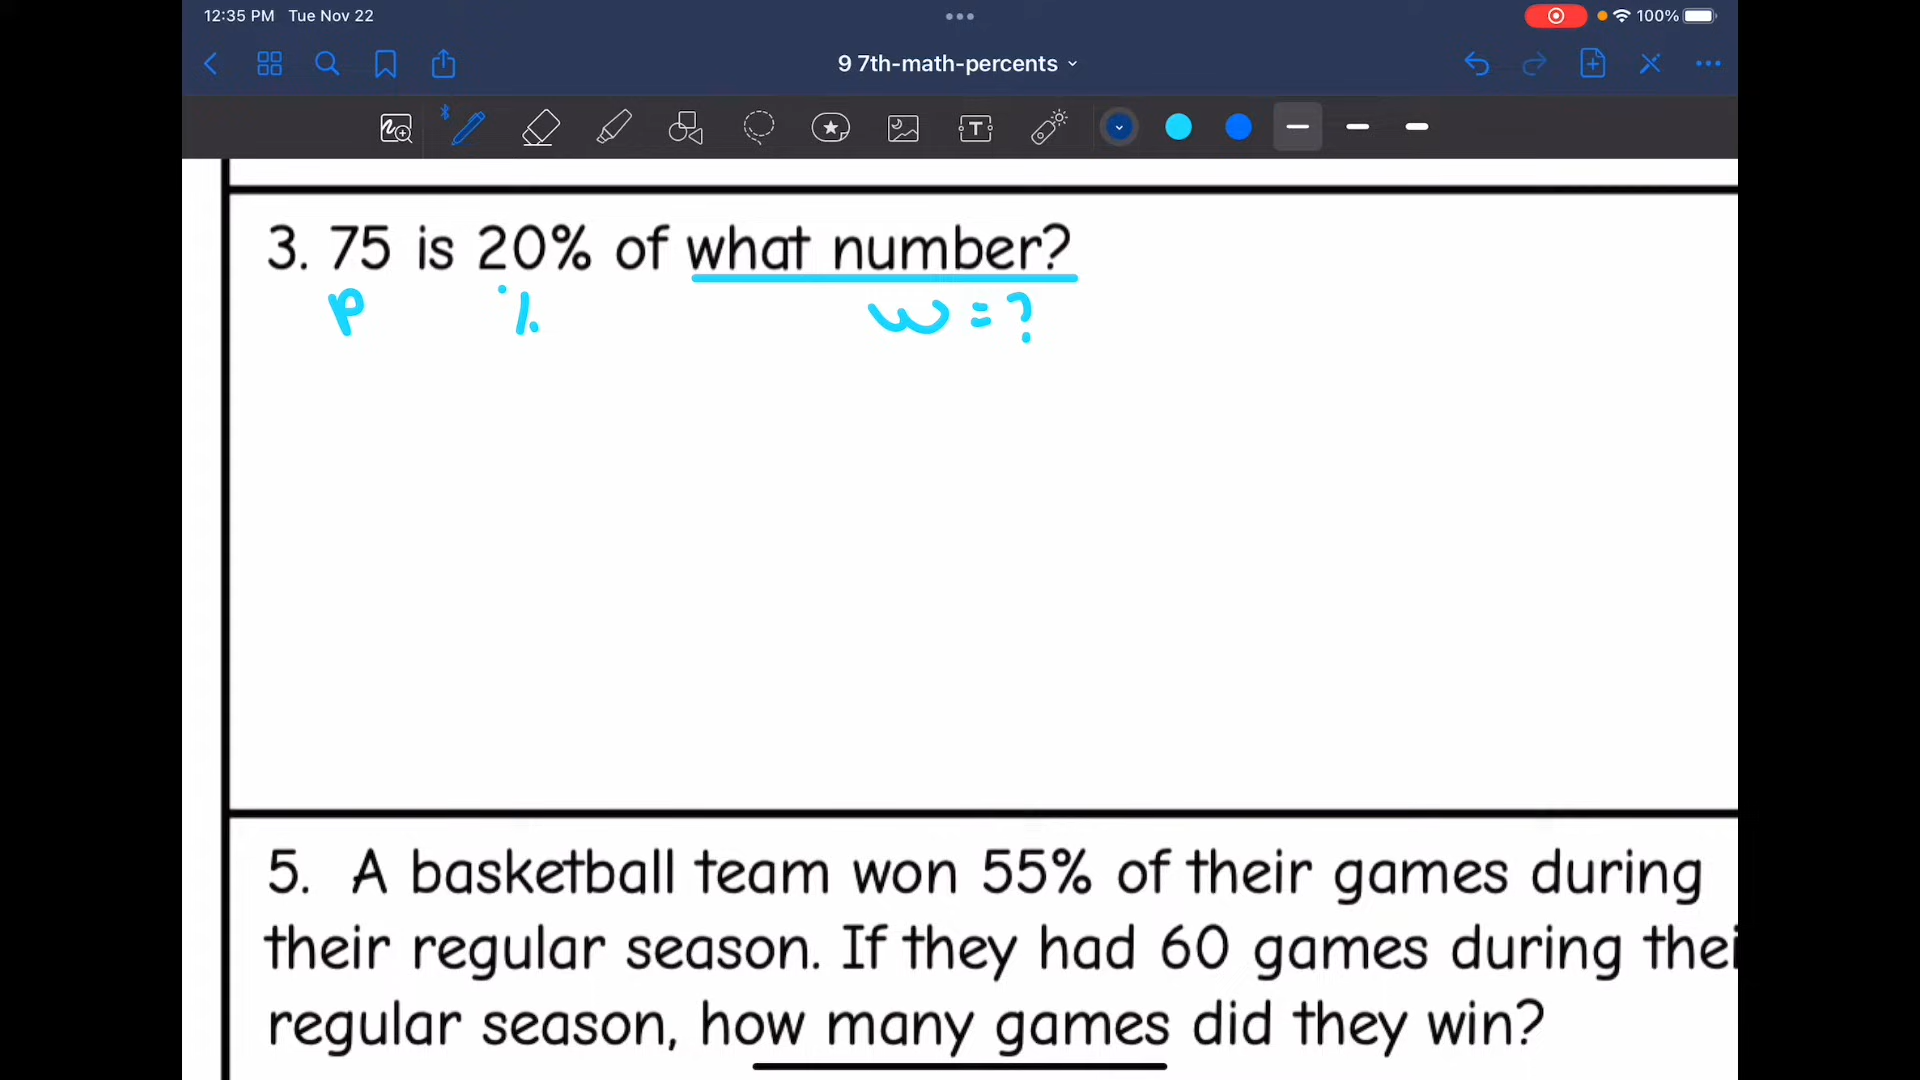 12:35 PM Tue Nov 22
100%
9 7th-math-percents
T
3. 75 is 20% of what number?
P % w = ?
5. A basketball team won 55% of their games during
their regular season. If they had 60 games during thei
regular season, how many games did they win?